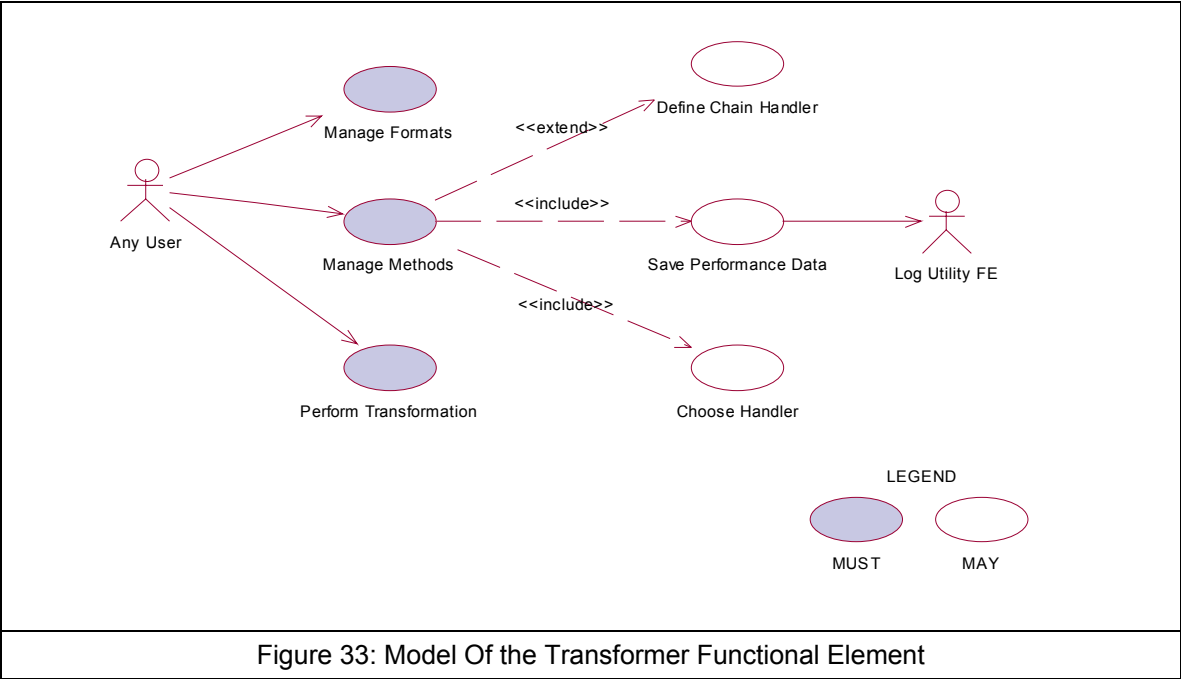 Define Chain Handler
Manage Formats
<<extend>>
<<include>>
Any User
Manage Methods
Save Performance Data
Log Utility FE
<<include>>
Perform Transformation
Choose Handler
LEGEND
MUST
MAY
Figure 33: Model Of the Transformer Functional Element